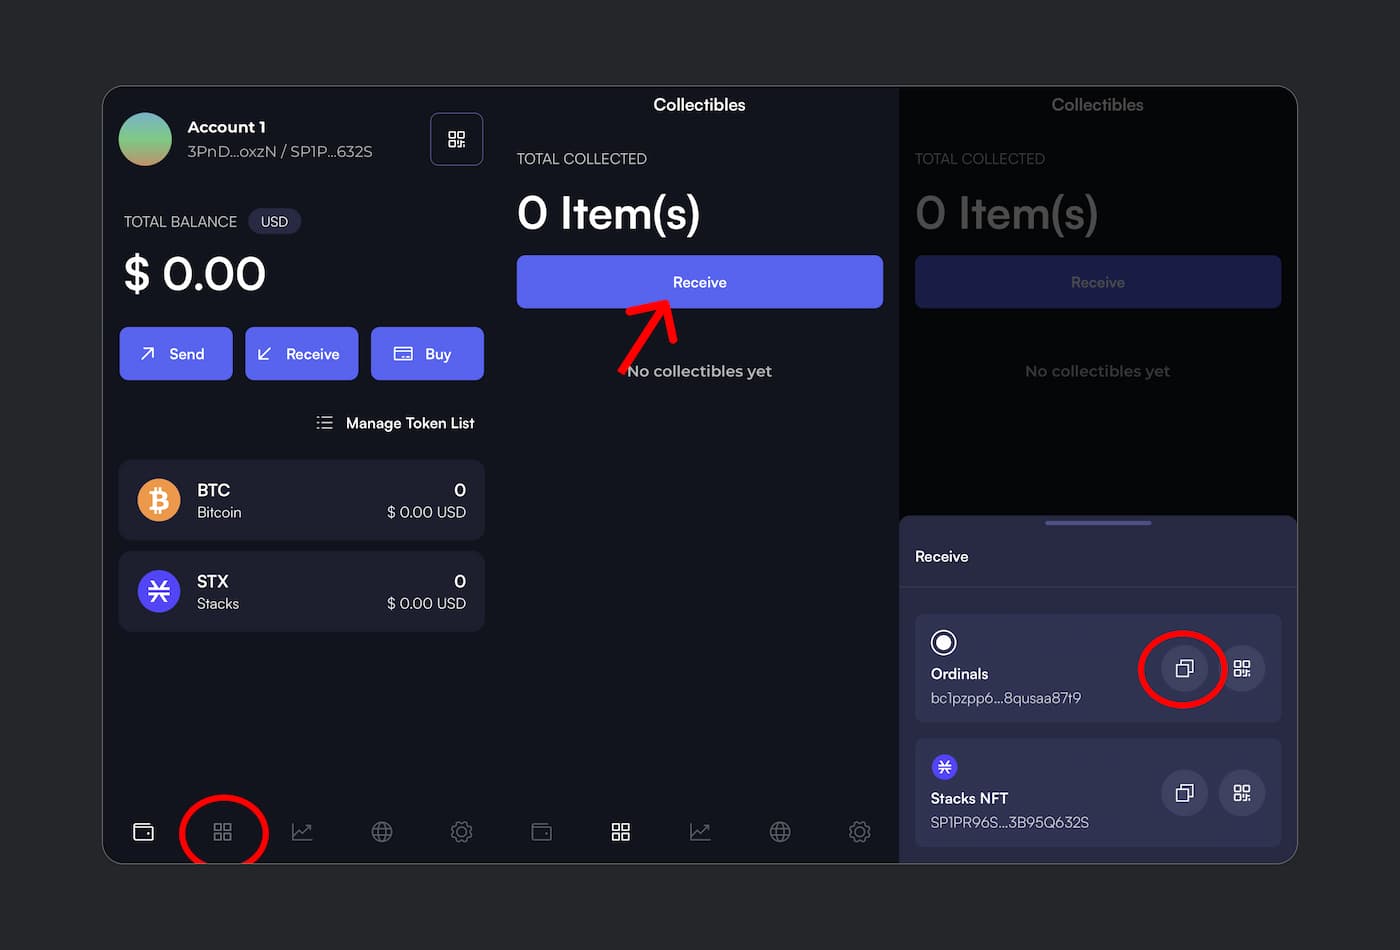 Account 1
3PnD...oxzN / SP1P...632S
TOTAL BALANCE USD
$ 0.00
Send Receive Buy
Manage Token List
BTC 0
Bitcoin $ 0.00 USD
STX 0
Stacks $ 0.00 USD
Collectibles
TOTAL COLLECTED
0 Item(s)
Receive
No collectibles yet
Collectibles
TOTAL COLLECTED
0 Item(s)
Receive
No collectibles yet
Receive
Ordinals
bc1pzpp6...8qusaa87t9
Stacks NFT
SP1PR96S...3B95Q632S